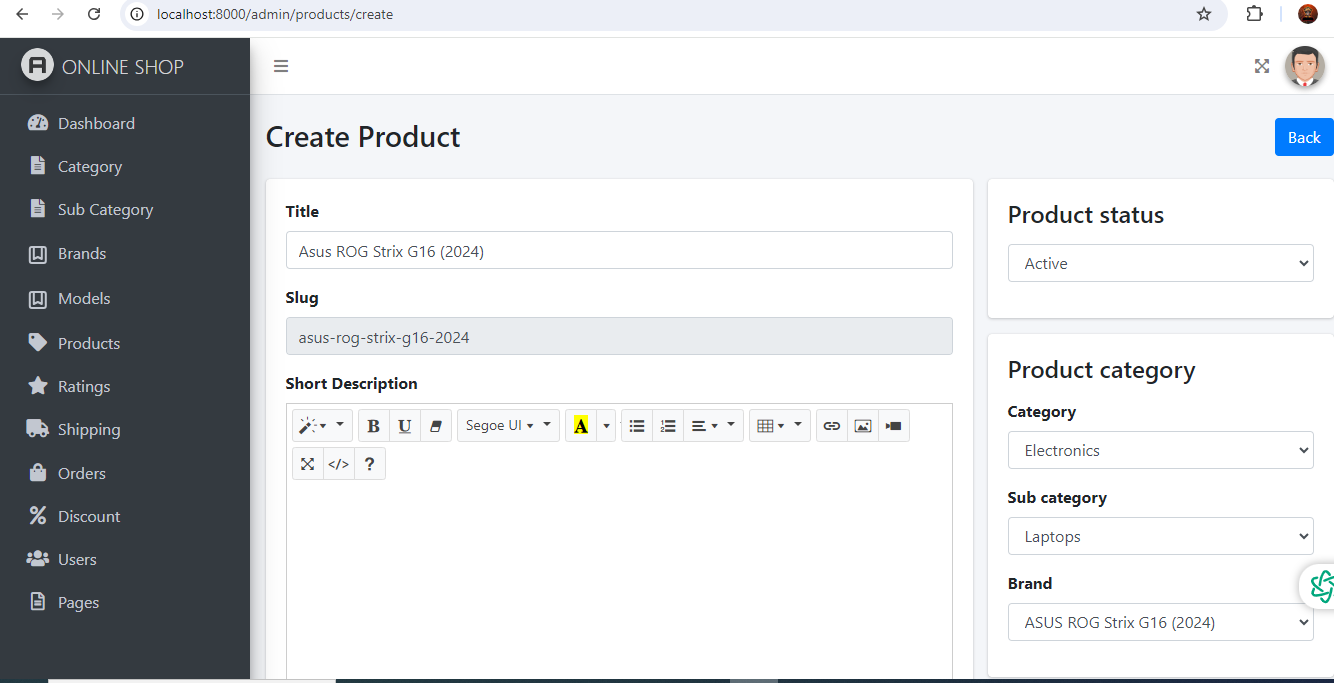 localhost:8000/admin/products/create
ONLINE SHOP
Dashboard
Category
Sub Category
Brands
Models
Products
Ratings
Shipping
Orders
Discount
Users
Pages
Create Product
Back
Title
Asus ROG Strix G16 (2024)
Slug
asus-rog-strix-g16-2024
Short Description
B U Segoe UI A
</> ?
Product status
Active
Product category
Category
Electronics
Sub category
Laptops
Brand
ASUS ROG Strix G16 (2024)